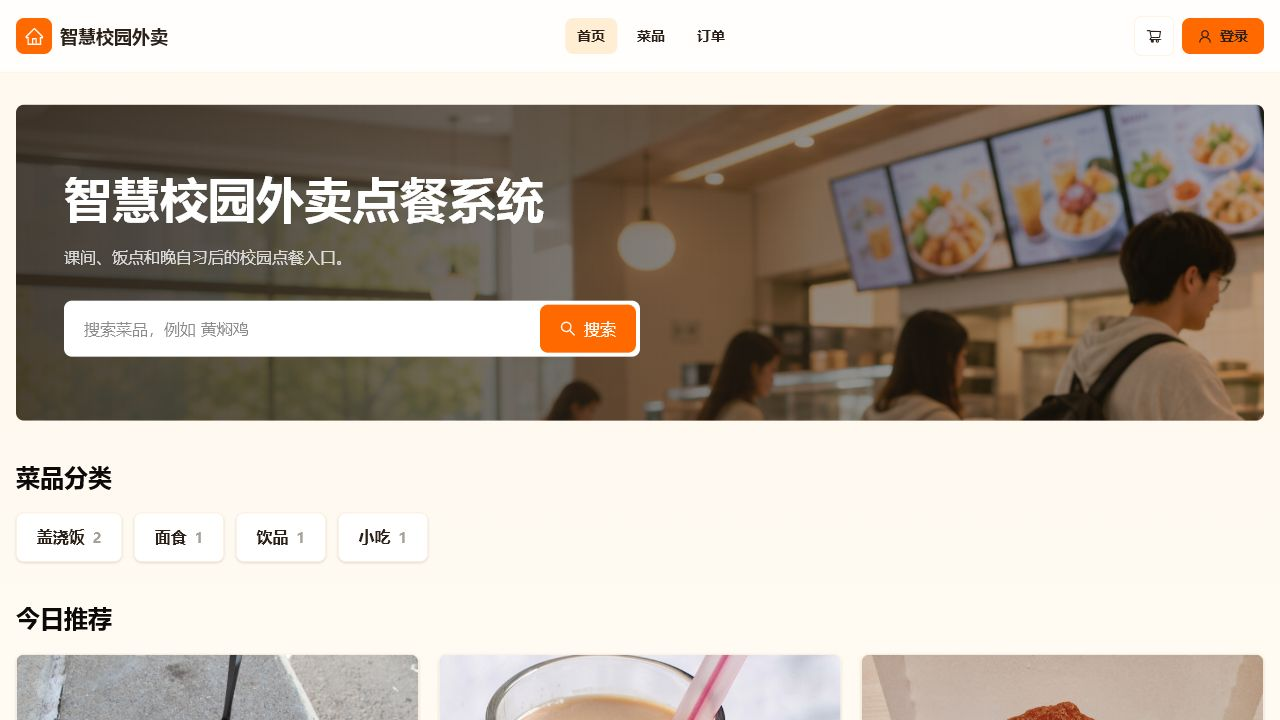 智慧校园外卖
首页
菜品
订单
登录
智慧校园外卖点餐系统
课间、饭点和晚自习后的校园点餐入口。
搜索菜品，例如 黄焖鸡
搜索
菜品分类
盖浇饭 2
面食 1
饮品 1
小吃 1
今日推荐